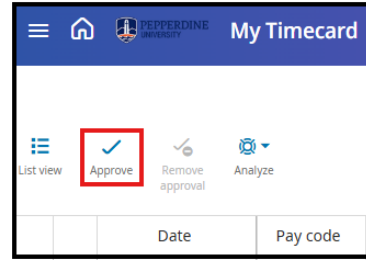 PEPPERDINE
UNIVERSITY
My Timecard
List view
Approve
Remove
approval
Analyze
Date
Pay code